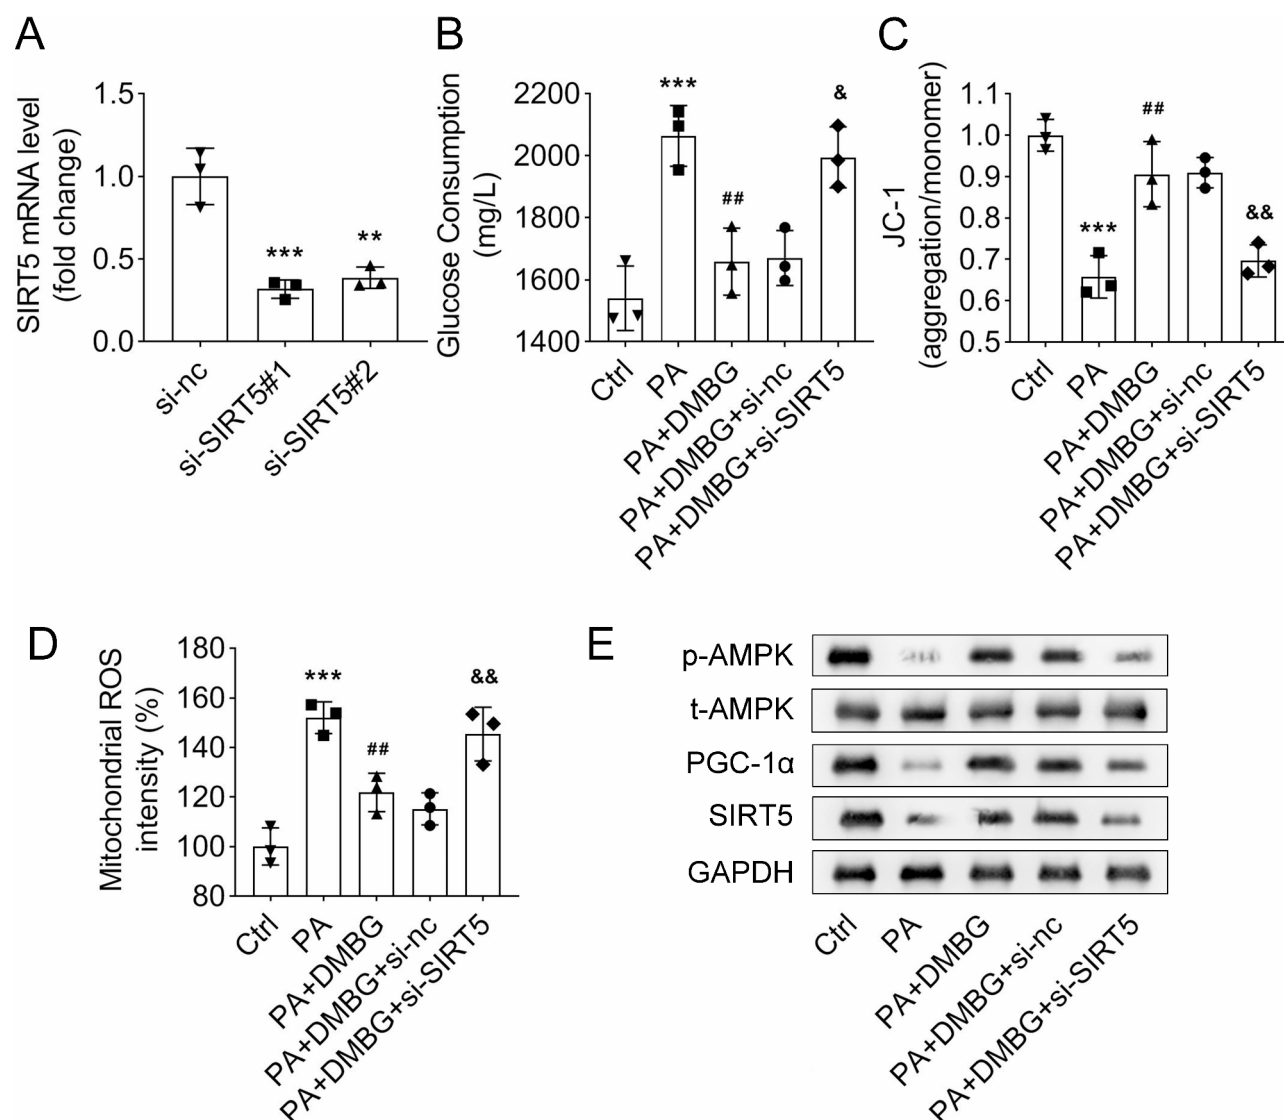 A
SIRT5 mRNA level
(fold change)
1.5
1.0
0.5
0.0
***
**
si-nc
si-SIRT5#1
si-SIRT5#2
B
Glucose Consumption
(mg/L)
2200
2000
1800
1600
1400
***
##
&
Ctrl
PA
PA+DMBG
PA+DMBG+si-nc
PA+DMBG+si-SIRT5
C
JC-1
(aggregation/monomer)
1.1
1.0
0.9
0.8
0.7
0.6
0.5
***
##
&&
Ctrl
PA
PA+DMBG
PA+DMBG+si-nc
PA+DMBG+si-SIRT5
D
Mitochondrial ROS
intensity (%)
180
160
140
120
100
80
***
##
&&
Ctrl
PA
PA+DMBG
PA+DMBG+si-nc
PA+DMBG+si-SIRT5
E
p-AMPK
t-AMPK
PGC-1α
SIRT5
GAPDH
Ctrl
PA
PA+DMBG
PA+DMBG+si-nc
PA+DMBG+si-SIRT5